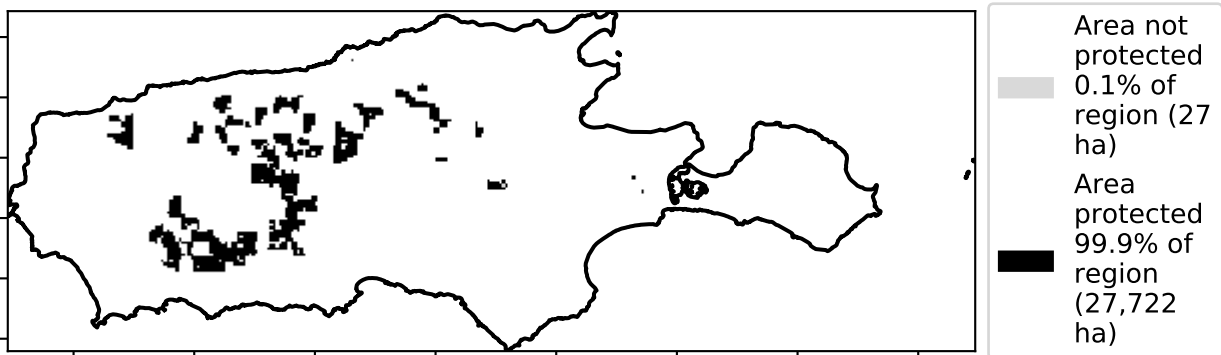 Area not
protected
0.1% of
region (27
ha)
Area
protected
99.9% of
region
(27,722
ha)